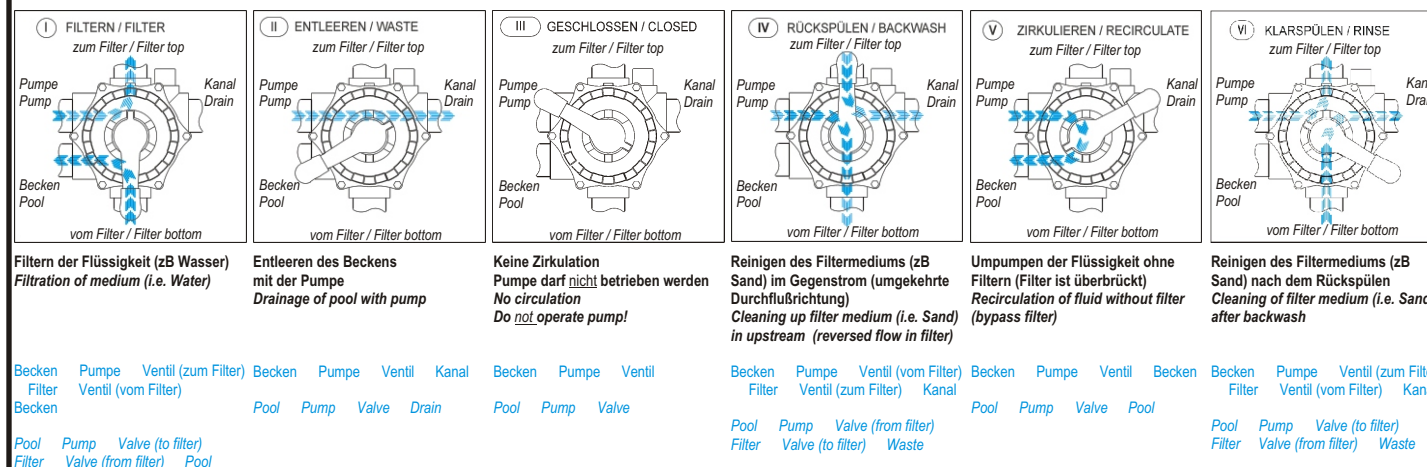 I FILTERN / FILTER
zum Filter / Filter top
Pumpe
Pump
Kanal
Drain
Becken
Pool
vom Filter / Filter bottom
Filtern der Flüssigkeit (zB Wasser)
Filtration of medium (i.e. Water)
Becken Pumpe Ventil (zum Filter)
Filter Ventil (vom Filter)
Becken
Pool Pump Valve (to filter)
Filter Valve (from filter) Pool
II ENTLEEREN / WASTE
zum Filter / Filter top
Pumpe
Pump
Kanal
Drain
Becken
Pool
vom Filter / Filter bottom
Entleeren des Beckens
mit der Pumpe
Drainage of pool with pump
Becken Pumpe Ventil Kanal
Pool Pump Valve Drain
III GESCHLOSSEN / CLOSED
zum Filter / Filter top
Pumpe
Pump
Kanal
Drain
Becken
Pool
vom Filter / Filter bottom
Keine Zirkulation
Pumpe darf nicht betrieben werden
No circulation
Do not operate pump!
Becken Pumpe Ventil
Pool Pump Valve
IV RÜCKSPÜLEN / BACKWASH
zum Filter / Filter top
Pumpe
Pump
Kanal
Drain
Becken
Pool
vom Filter / Filter bottom
Reinigen des Filtermediums (zB
Sand) im Gegenstrom (umgekehrte
Durchflußrichtung)
Cleaning up filter medium (i.e. Sand)
in upstream (reversed flow in filter)
Becken Pumpe Ventil (vom Filter)
Filter Ventil (zum Filter) Kanal
Pool Pump Valve (from filter)
Filter Valve (to filter) Waste
V ZIRKULIEREN / RECIRCULATE
zum Filter / Filter top
Pumpe
Pump
Kanal
Drain
Becken
Pool
vom Filter / Filter bottom
Umpumpen der Flüssigkeit ohne
Filtern (Filter ist überbrückt)
Recirculation of fluid without filter
(bypass filter)
Becken Pumpe Ventil Becken
Pool Pump Valve Pool
VI KLARSPÜLEN / RINSE
zum Filter / Filter top
Pumpe
Pump
Kan
Drai
Becken
Pool
vom Filter / Filter bottom
Reinigen des Filtermediums (zB
Sand) nach dem Rückspülen
Cleaning of filter medium (i.e. Sand
after backwash
Becken Pumpe Ventil (zum Filte
Filter Ventil (vom Filter) Kana
Pool Pump Valve (to filter)
Filter Valve (from filter) Waste